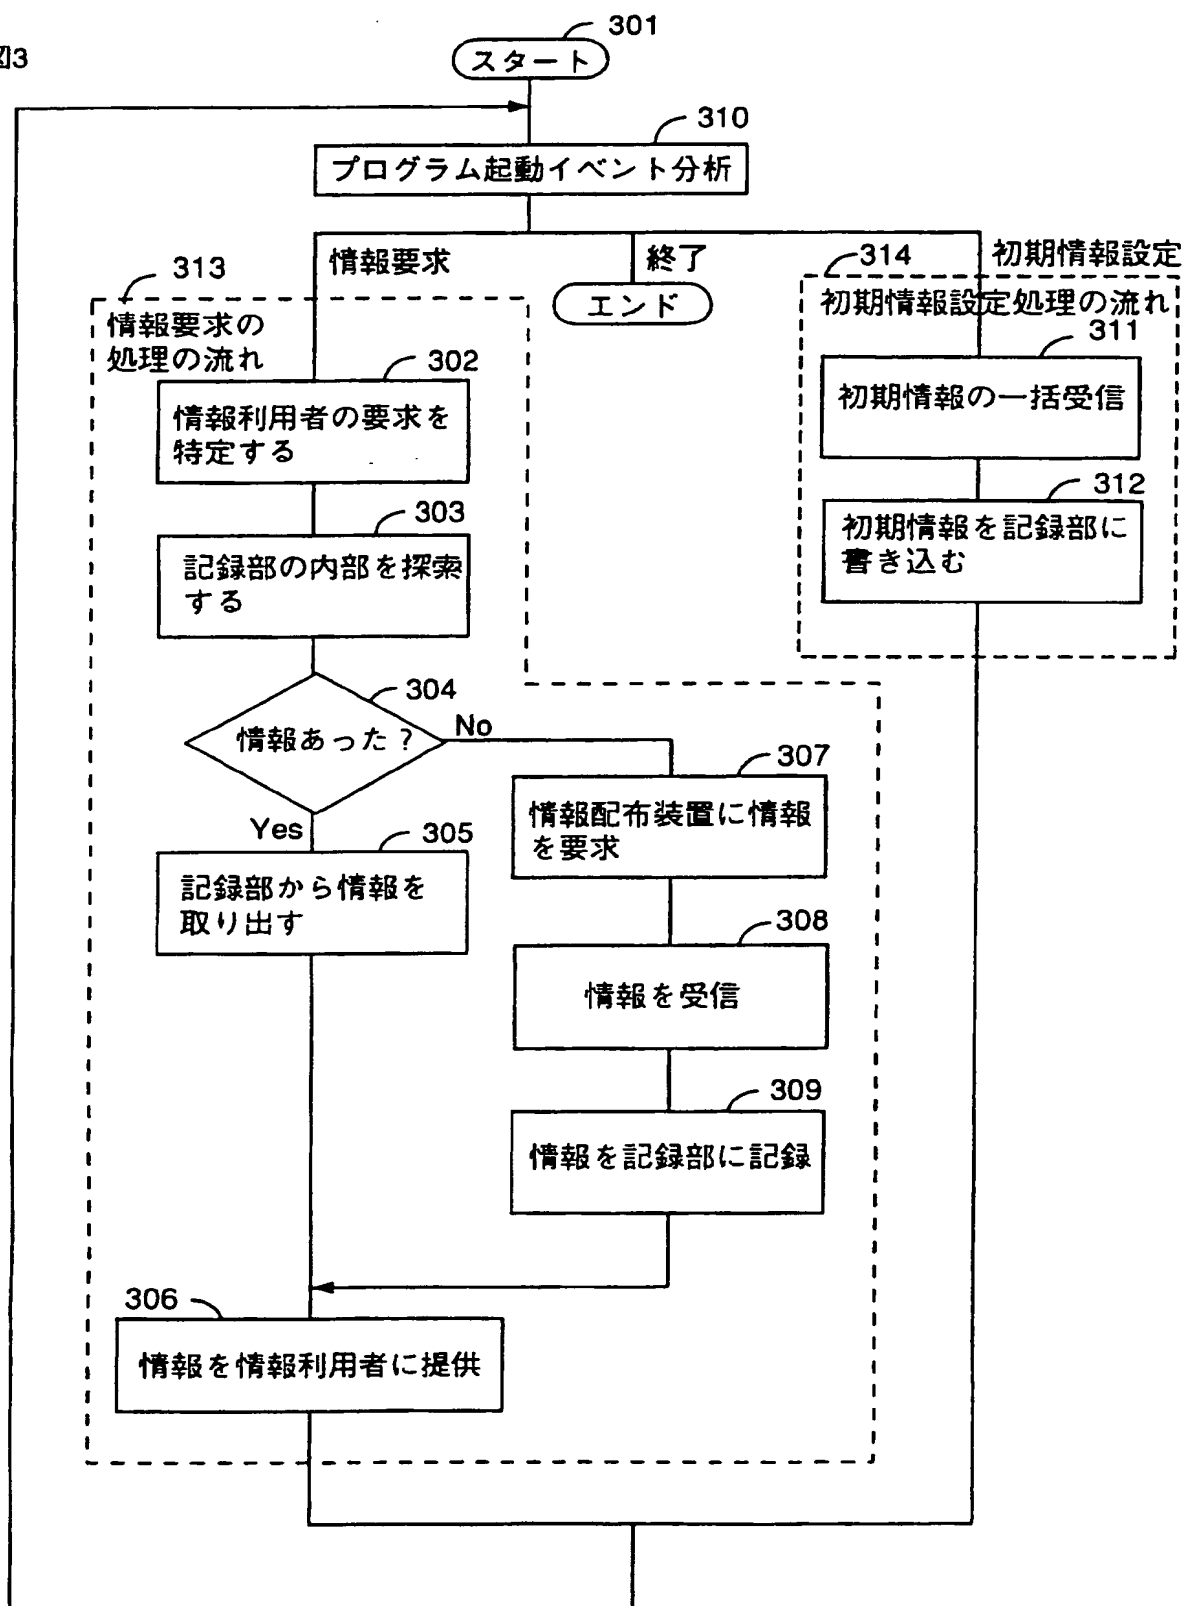 図3
301
スタート
310
プログラム起動イベント分析
情報要求
終了
エンド
初期情報設定
313
情報要求の
処理の流れ
302
情報利用者の要求を
特定する
303
記録部の内部を探索
する
304
情報あった?
No
Yes
305
記録部から情報を
取り出す
307
情報配布装置に情報
を要求
308
情報を受信
309
情報を記録部に記録
306
情報を情報利用者に提供
314
初期情報設定処理の流れ
311
初期情報の一括受信
312
初期情報を記録部に
書き込む